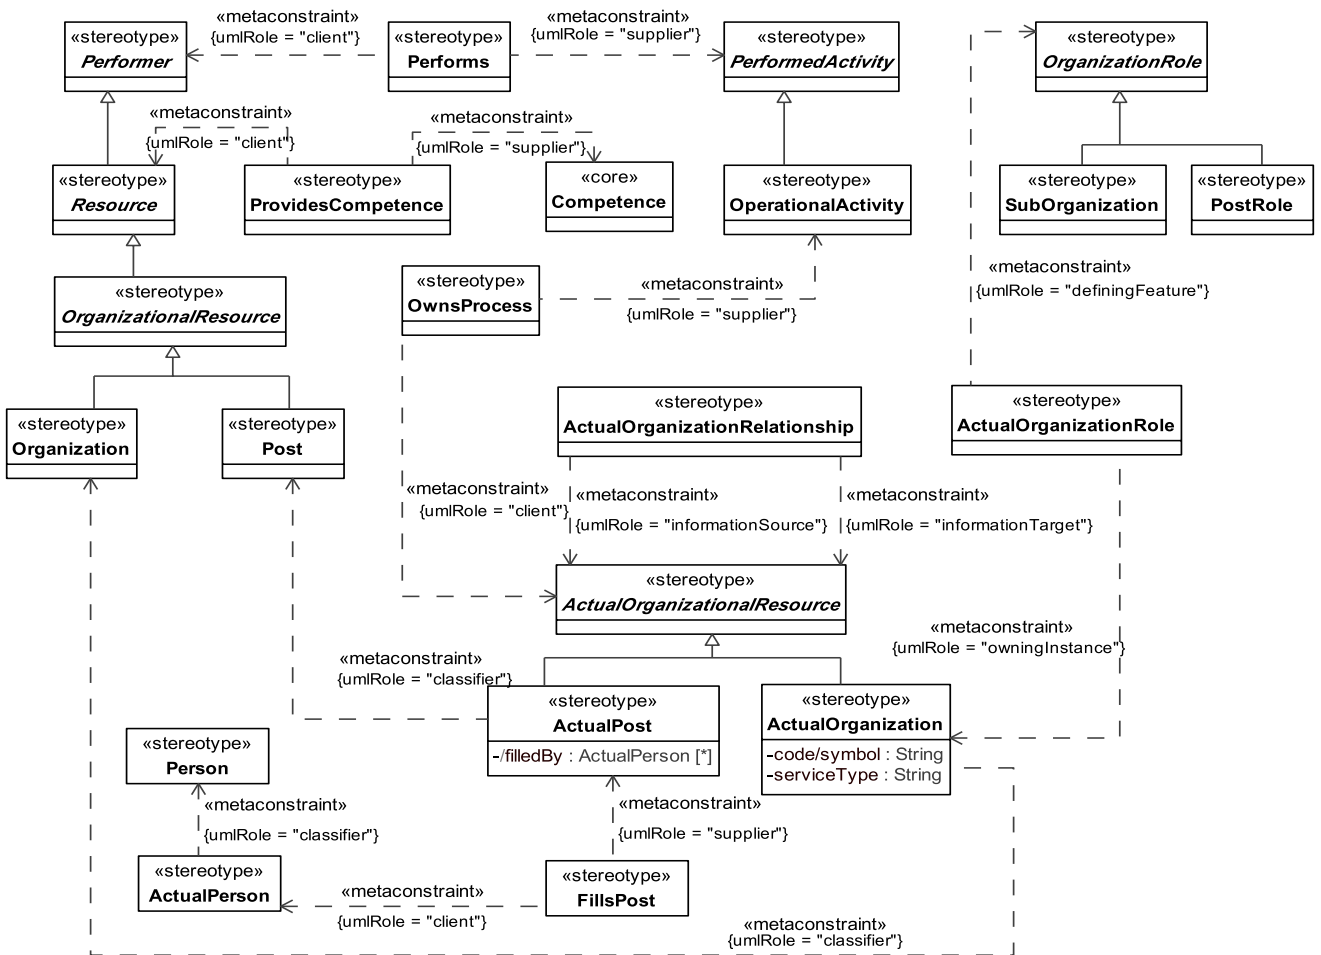 «metaconstraint»
{umlRole = "client"}
«metaconstraint»
{umlRole = "supplier"}
«stereotype»
Performer
«stereotype»
Performs
«stereotype»
PerformedActivity
«stereotype»
OrganizationRole
«metaconstraint»
{umlRole = "client"}
«metaconstraint»
{umlRole = "supplier"}
«stereotype»
Resource
«stereotype»
ProvidesCompetence
«core»
Competence
«stereotype»
OperationalActivity
«stereotype»
SubOrganization
«stereotype»
PostRole
«stereotype»
OrganizationalResource
«stereotype»
OwnsProcess
«metaconstraint»
{umlRole = "supplier"}
«metaconstraint»
{umlRole = "definingFeature"}
«stereotype»
Organization
«stereotype»
Post
«stereotype»
ActualOrganizationRelationship
«stereotype»
ActualOrganizationRole
«metaconstraint»
{umlRole = "client"}
«metaconstraint»
{umlRole = "informationSource"}
«metaconstraint»
{umlRole = "informationTarget"}
«stereotype»
ActualOrganizationalResource
«metaconstraint»
{umlRole = "owningInstance"}
«metaconstraint»
{umlRole = "classifier"}
«stereotype»
ActualPost
-/filledBy : ActualPerson [*]
«stereotype»
ActualOrganization
-code/symbol : String
-serviceType : String
«stereotype»
Person
«metaconstraint»
{umlRole = "classifier"}
«metaconstraint»
{umlRole = "supplier"}
«stereotype»
ActualPerson
«metaconstraint»
{umlRole = "client"}
«stereotype»
FillsPost
«metaconstraint»
{umlRole = "classifier"}